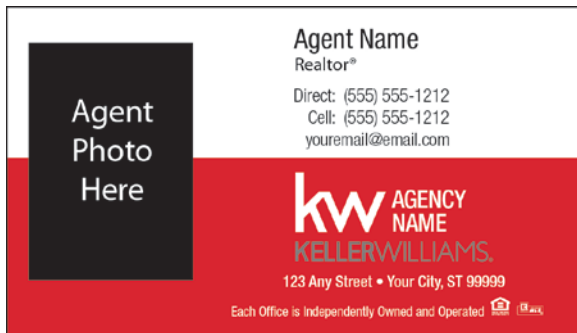 Agent
Photo
Here
Agent Name
Realtor®
Direct: (555) 555-1212
Cell: (555) 555-1212
youremail@email.com
kw AGENCY
NAME
KELLERWILLIAMS.
123 Any Street • Your City, ST 99999
Each Office is Independently Owned and Operated